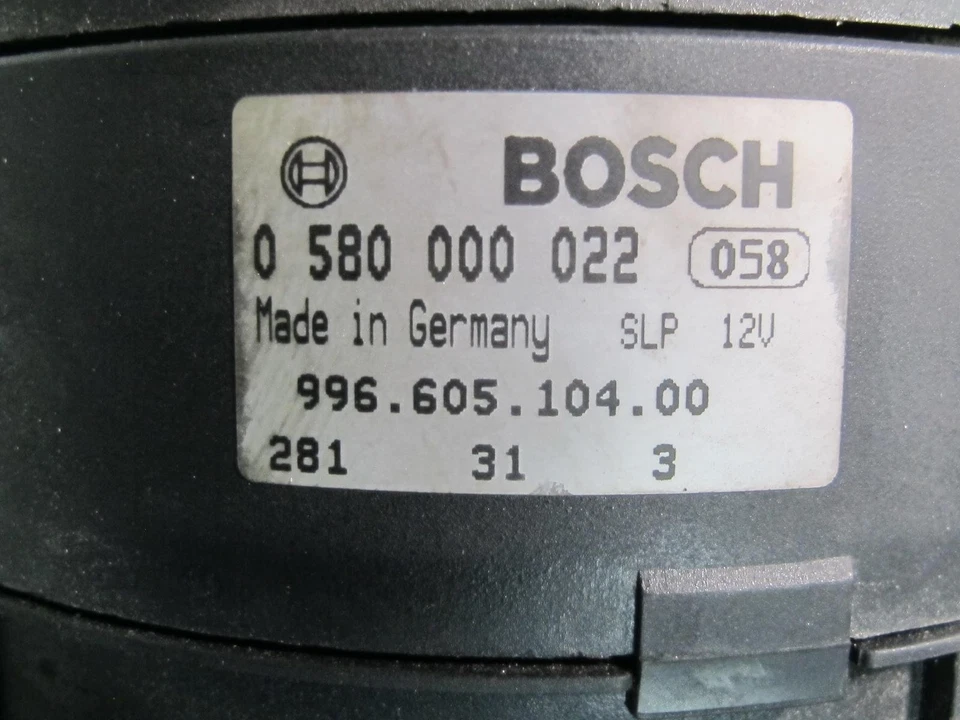 BOSCH
0 580 000 022 058
Made in Germany SLP 12V
996.605.104.00
281 31 3